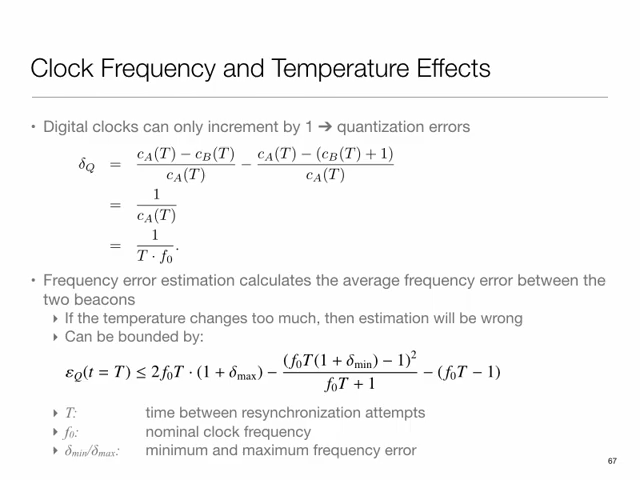 Clock Frequency and Temperature Effects
• Digital clocks can only increment by 1 ➔ quantization errors
δ_Q = (c_A(T) − c_B(T)) / c_A(T) − (c_A(T) − (c_B(T) + 1)) / c_A(T)
= 1 / c_A(T)
= 1 / (T · f_0).
• Frequency error estimation calculates the average frequency error between the
two beacons
‣ If the temperature changes too much, then estimation will be wrong
‣ Can be bounded by:
ε_Q(t = T) ≤ 2f_0T · (1 + δ_max) − (f_0T(1 + δ_min) − 1)^2 / (f_0T + 1) − (f_0T − 1)
‣ T: time between resynchronization attempts
‣ f_0: nominal clock frequency
‣ δ_min/δ_max: minimum and maximum frequency error
67